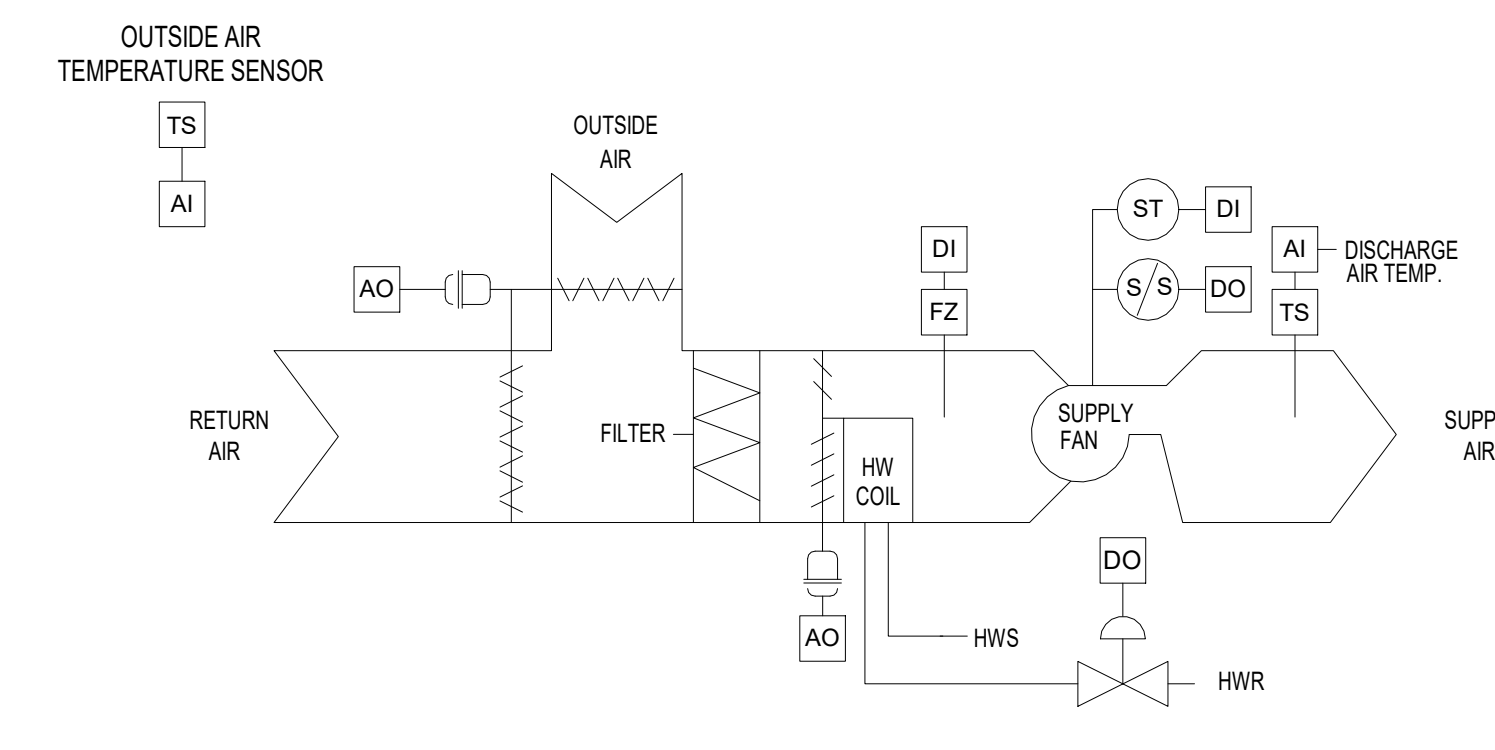 OUTSIDE AIR
TEMPERATURE SENSOR
TS
AI
OUTSIDE
AIR
AO
DI
FZ
ST
DI
S/S
DO
AI
DISCHARGE
AIR TEMP.
TS
RETURN
AIR
FILTER
HW
COIL
SUPPLY
FAN
SUPP
AIR
AO
HWS
DO
HWR